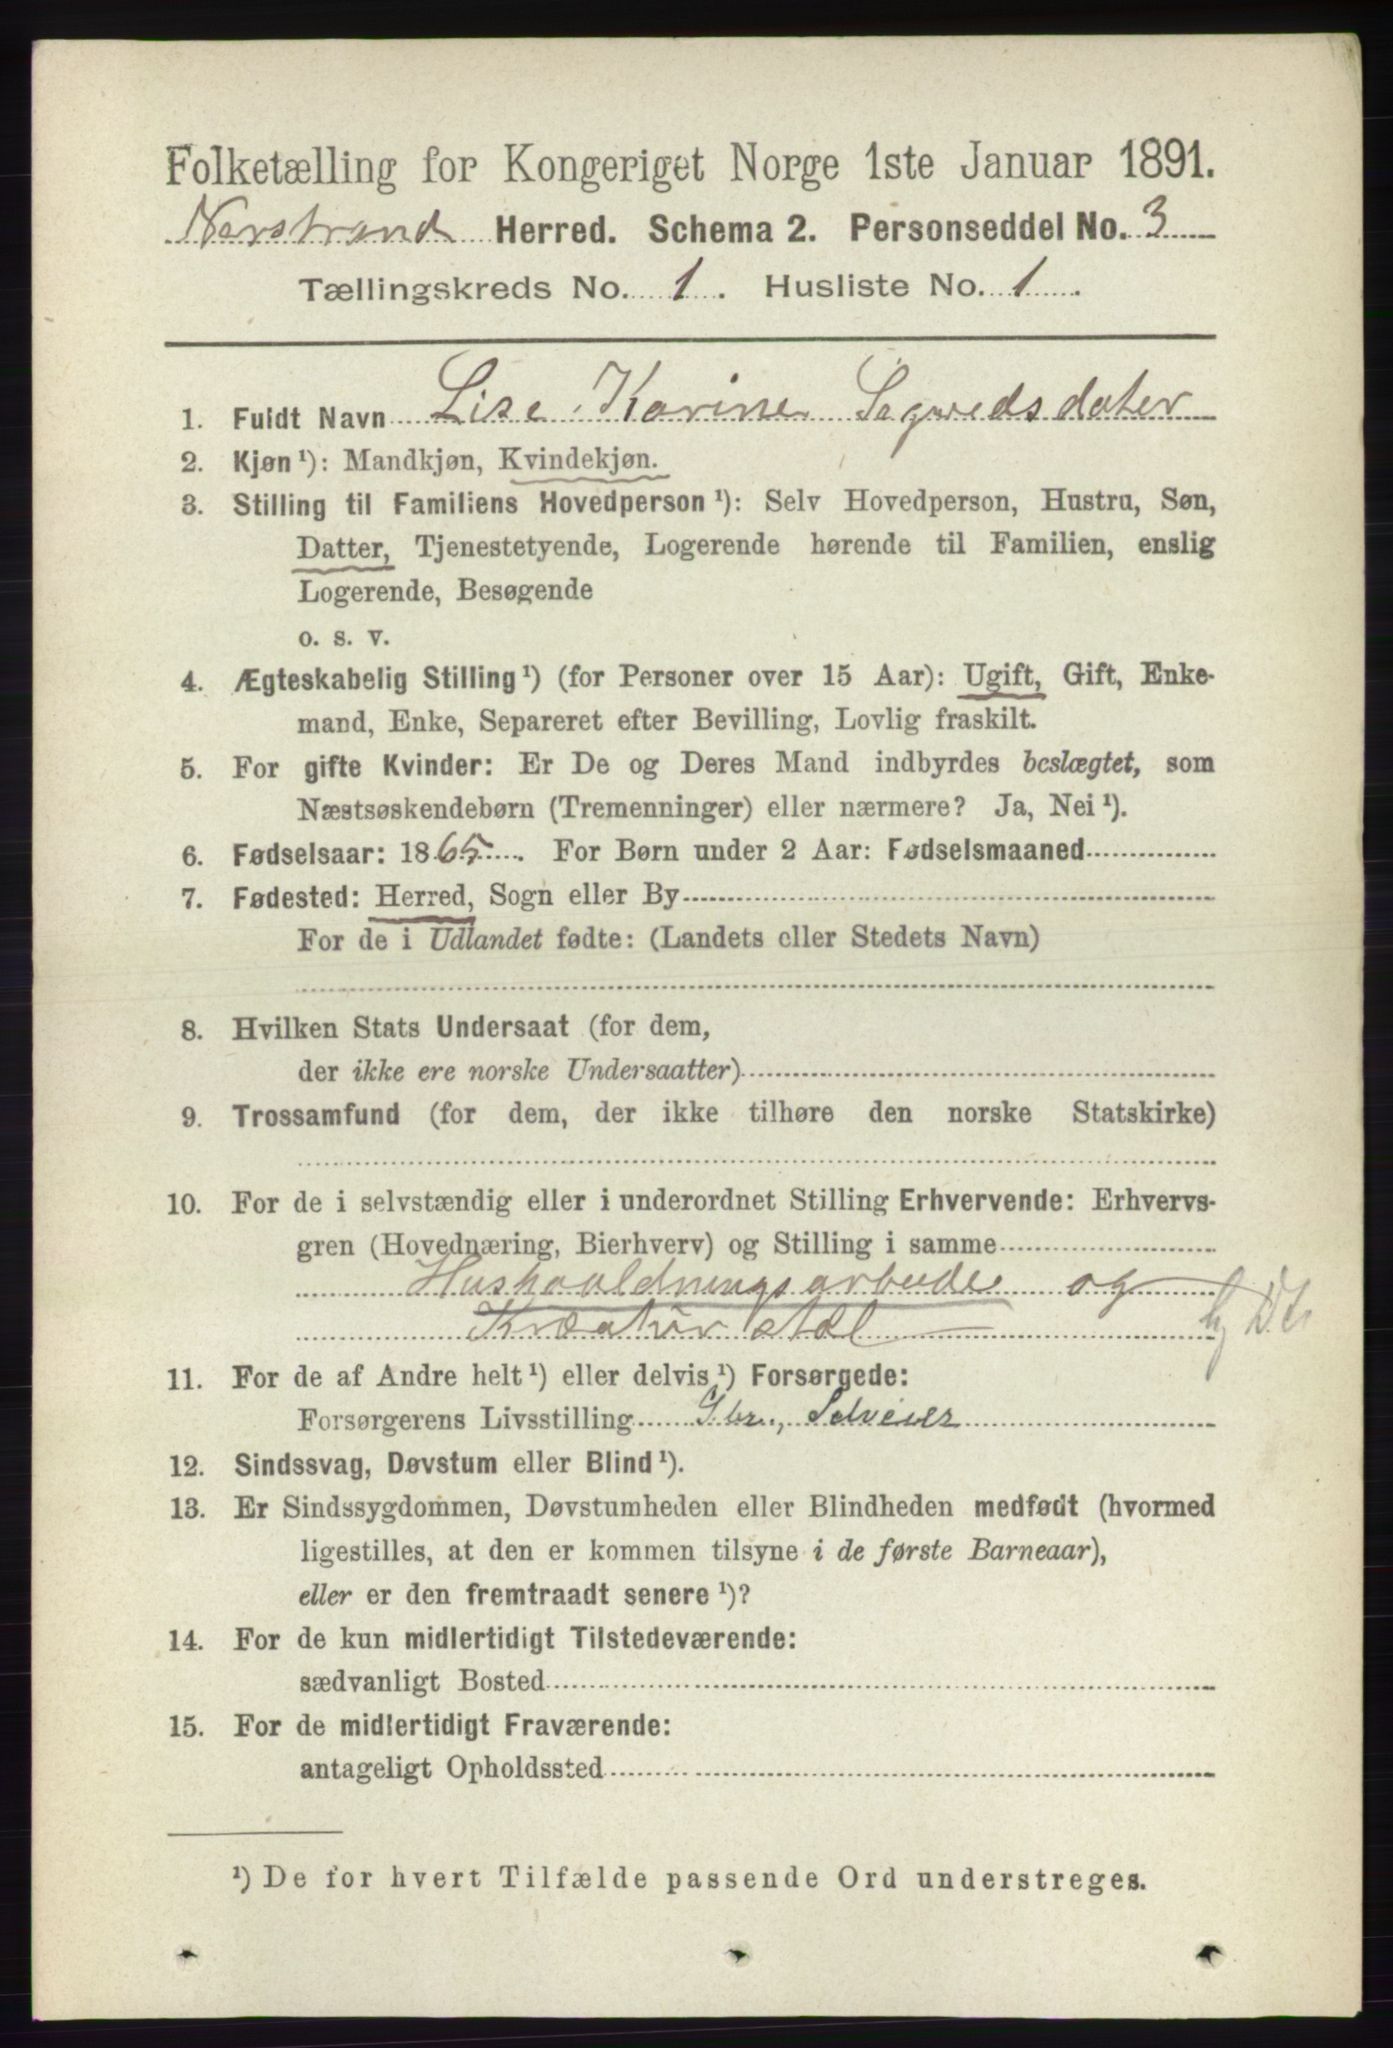 Folketælling for Kongeriget Norge 1ste Januar 1891.
Nerstrand Herred. Schema 2. Personseddel No. 3
Tællingskreds No. 1. Husliste No. 1.
1. Fuldt Navn Lise Karine Sagwedsdater
2. Kjøn ¹): Mandkjøn, Kvindekjøn.
3. Stilling til Familiens Hovedperson ¹): Selv Hovedperson, Hustru, Søn,
Datter, Tjenestetyende, Logerende hørende til Familien, enslig
Logerende, Besøgende
o. s. v.
4. Ægteskabelig Stilling ¹) (for Personer over 15 Aar): Ugift, Gift, Enke-
mand, Enke, Separeret efter Bevilling, Lovlig fraskilt.
5. For gifte Kvinder: Er De og Deres Mand indbyrdes beslægtet, som
Næstsøskendebørn (Tremenninger) eller nærmere? Ja, Nei ¹).
6. Fødselsaar: 1865. For Børn under 2 Aar: Fødselsmaaned
7. Fødested: Herred, Sogn eller By
For de i Udlandet fødte: (Landets eller Stedets Navn)
8. Hvilken Stats Undersaat (for dem,
der ikke ere norske Undersaatter)
9. Trossamfund (for dem, der ikke tilhøre den norske Statskirke)
10. For de i selvstændig eller i underordnet Stilling Erhvervende: Erhvervs-
gren (Hovednæring, Bierhverv) og Stilling i samme
Husholdningsarbeide og
Kreaturstel
11. For de af Andre helt ¹) eller delvis ¹) Forsørgede:
Forsørgerens Livsstilling Gbr., Selveier
12. Sindssvag, Døvstum eller Blind ¹).
13. Er Sindssygdommen, Døvstumheden eller Blindheden medfødt (hvormed
ligestilles, at den er kommen tilsyne i de første Barneaar),
eller er den fremtraadt senere ¹)?
14. For de kun midlertidigt Tilstedeværende:
sædvanligt Bosted
15. For de midlertidigt Fraværende:
antageligt Opholdssted
¹) De for hvert Tilfælde passende Ord understreges.